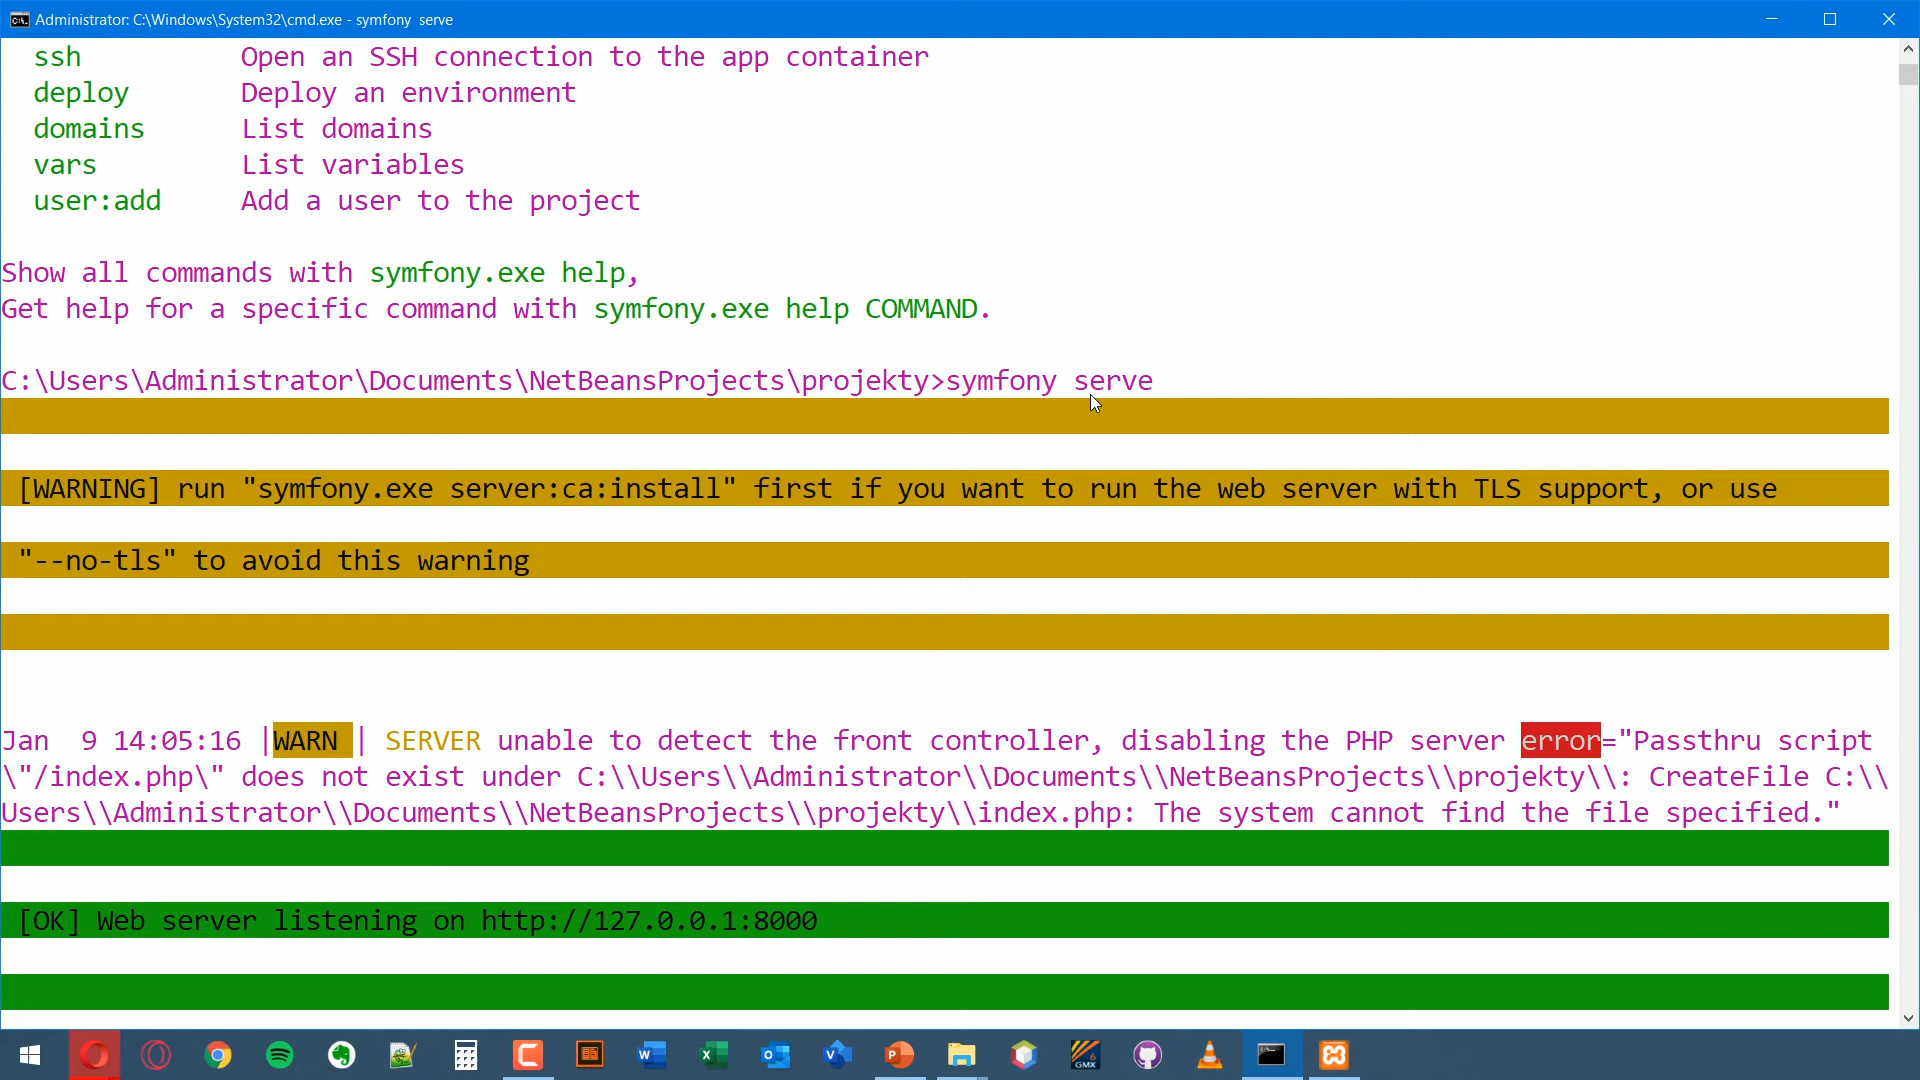 Administrator: C:\Windows\System32\cmd.exe - symfony serve
ssh Open an SSH connection to the app container
deploy Deploy an environment
domains List domains
vars List variables
user:add Add a user to the project
Show all commands with symfony.exe help,
Get help for a specific command with symfony.exe help COMMAND.
C:\Users\Administrator\Documents\NetBeansProjects\projekty>symfony serve
[WARNING] run "symfony.exe server:ca:install" first if you want to run the web server with TLS support, or use
"--no-tls" to avoid this warning
Jan 9 14:05:16 |WARN | SERVER unable to detect the front controller, disabling the PHP server error="Passthru script
\"/index.php\" does not exist under C:\\Users\\Administrator\\Documents\\NetBeansProjects\\projekty\\: CreateFile C:\\
Users\\Administrator\\Documents\\NetBeansProjects\\projekty\\index.php: The system cannot find the file specified."
[OK] Web server listening on http://127.0.0.1:8000
GMX